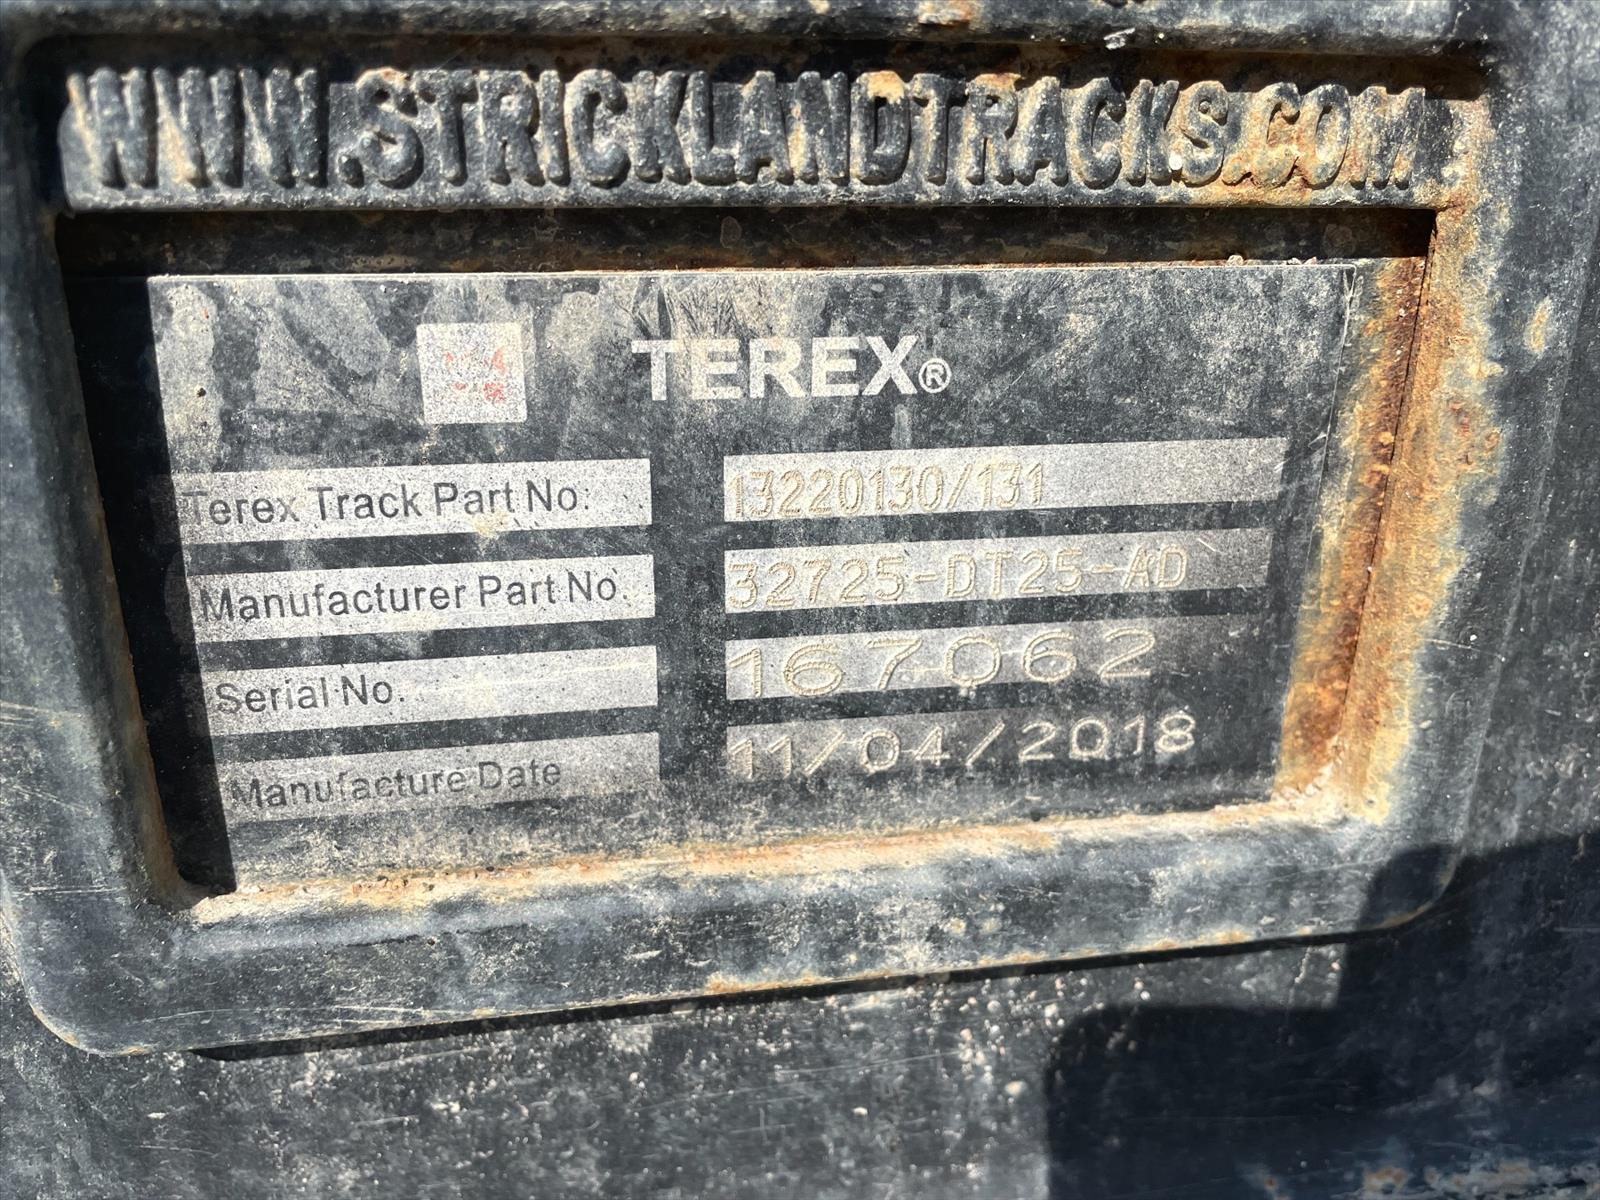 WWW.STRICKLANDTRACKS.COM
TEREX®
Terex Track Part No. 13220130/131
Manufacturer Part No. 32725-DT25-AD
Serial No. 167062
Manufacture Date 11/04/2018